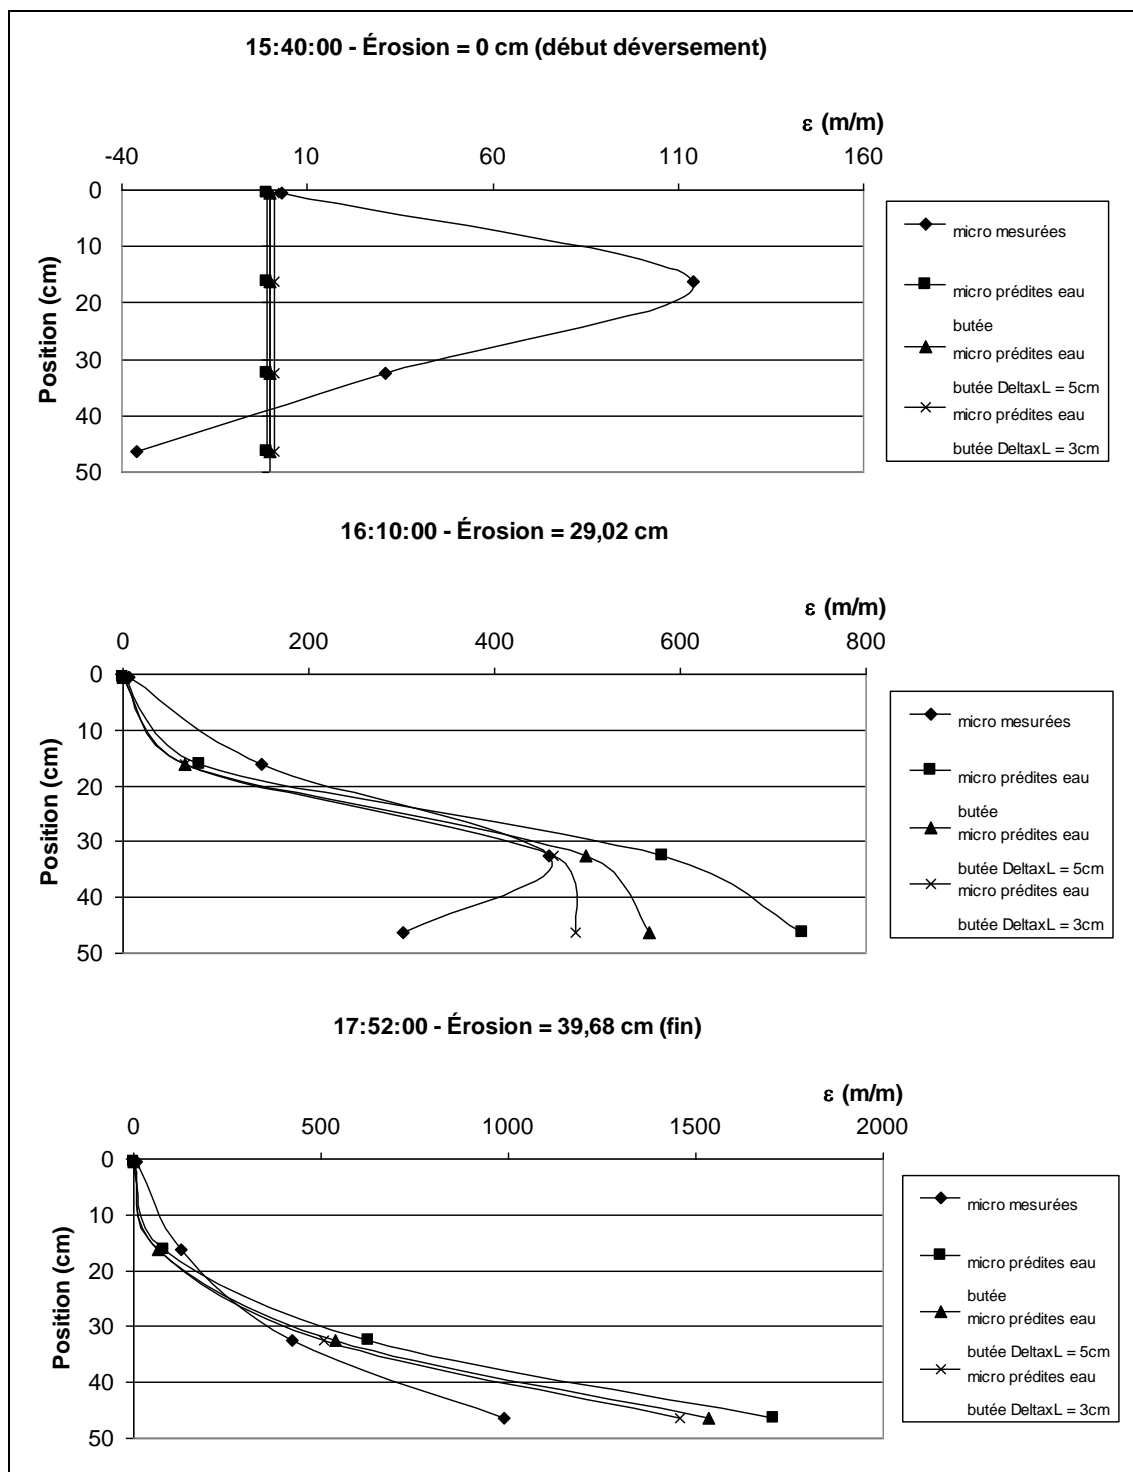 15:40:00 - Érosion = 0 cm (début déversement)
ε (m/m)
-40 10 60 110 160
0
10
20
30
40
50
Position (cm)
micro mesurées
micro prédites eau
butée
micro prédites eau
butée DeltaxL = 5cm
micro prédites eau
butée DeltaxL = 3cm
16:10:00 - Érosion = 29,02 cm
ε (m/m)
0 200 400 600 800
0
10
20
30
40
50
Position (cm)
micro mesurées
micro prédites eau
butée
micro prédites eau
butée DeltaxL = 5cm
micro prédites eau
butée DeltaxL = 3cm
17:52:00 - Érosion = 39,68 cm (fin)
ε (m/m)
0 500 1000 1500 2000
0
10
20
30
40
50
Position (cm)
micro mesurées
micro prédites eau
butée
micro prédites eau
butée DeltaxL = 5cm
micro prédites eau
butée DeltaxL = 3cm